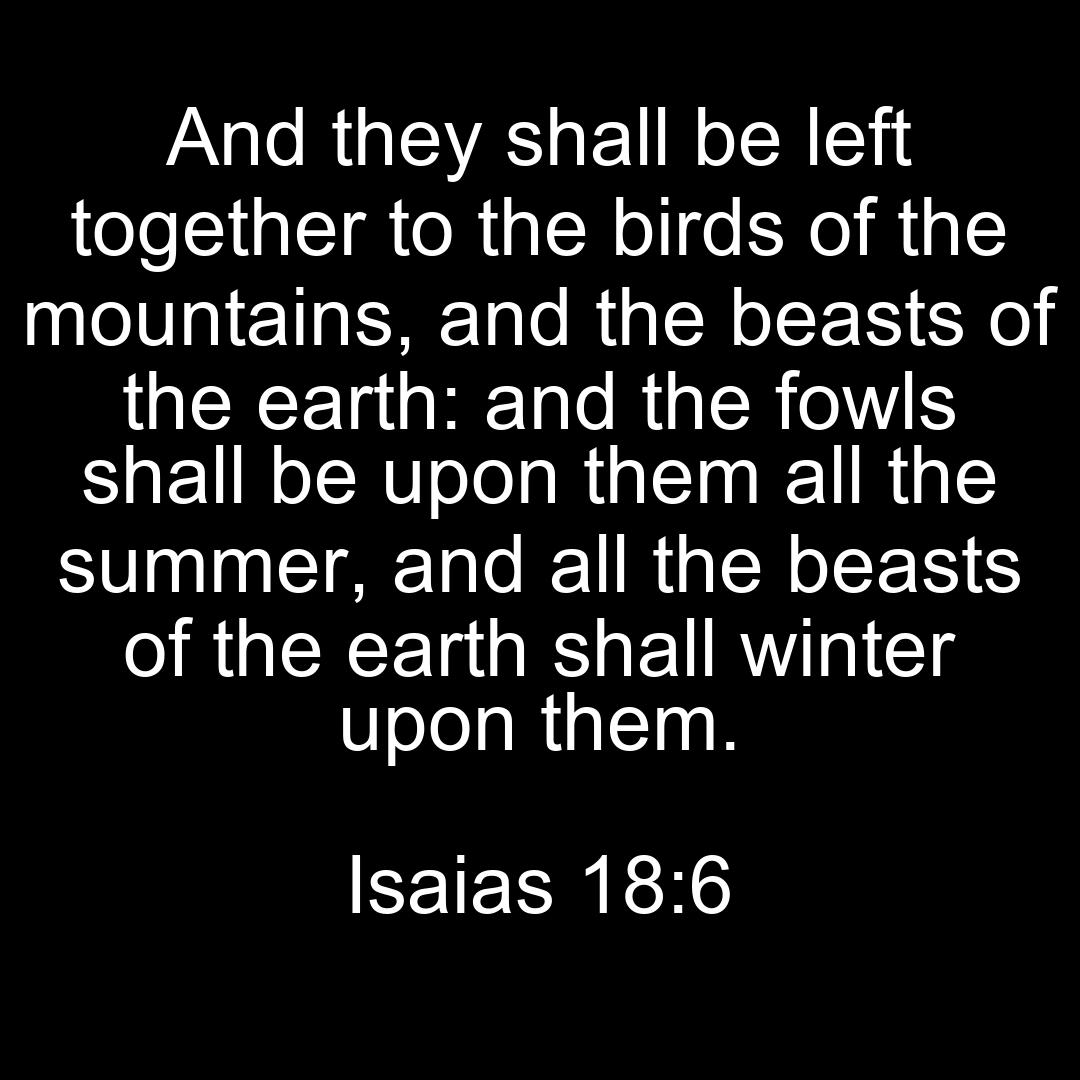 And they shall be left
together to the birds of the
mountains, and the beasts of
the earth: and the fowls
shall be upon them all the
summer, and all the beasts
of the earth shall winter
upon them.
Isaias 18:6